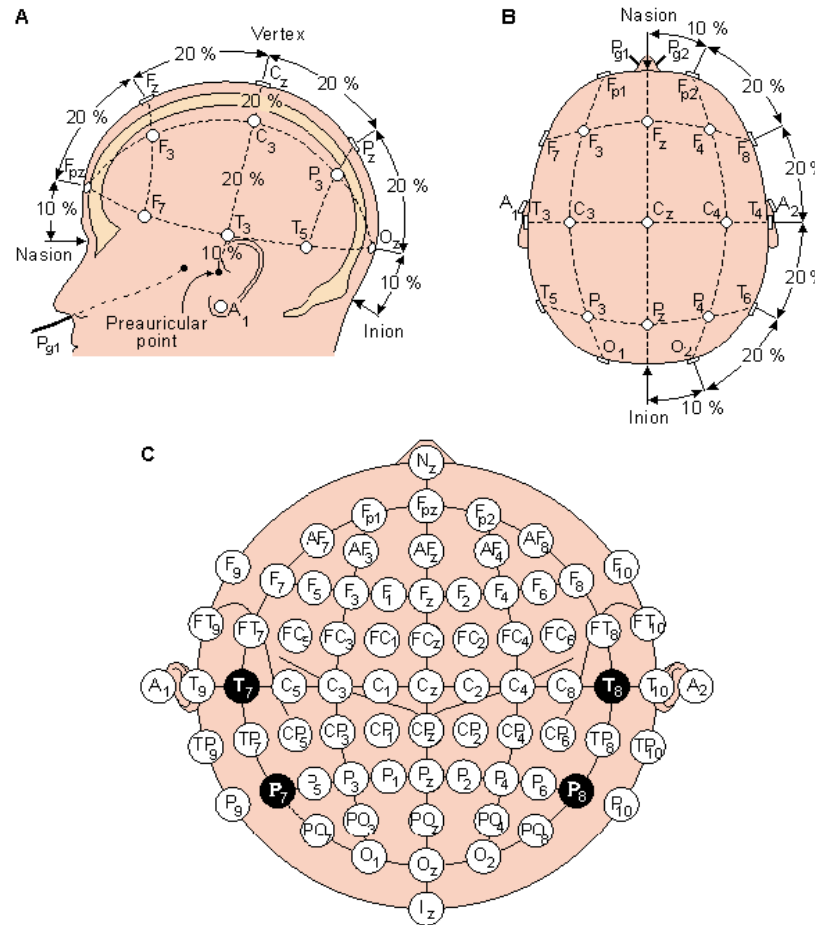 A
Vertex
20 %
20 %
Fz
Cz
20 %
20 %
20 %
F3
C3
Pz
Fpz
P3
20 %
20 %
F7
10 %
T3
T5
Oz
Nasion
10 %
10 %
A1
Preauricular
point
Inion
Pg1
B
Nasion
10 %
Pg1
Pg2
20 %
Fp1
Fp2
F7
F3
Fz
F4
F8
20 %
A1
T3
C3
Cz
C4
T4
A2
20 %
T5
P3
Pz
P4
T6
O1
O2
20 %
10 %
Inion
C
Nz
Fp1
Fpz
Fp2
AF7
AF3
AFz
AF4
AF8
F9
F7
F5
F3
F1
Fz
F2
F4
F6
F8
F10
FT9
FT7
FC5
FC3
FC1
FCz
FC2
FC4
FC6
FT8
FT10
A1
T9
T7
C5
C3
C1
Cz
C2
C4
C8
T8
T10
A2
TP9
TP7
CP5
CP3
CP1
CPz
CP2
CP4
CP6
TP8
TP10
P9
P7
P5
P3
P1
Pz
P2
P4
P6
P8
P10
PO7
PO3
POz
PO4
PO8
O1
Oz
O2
Iz